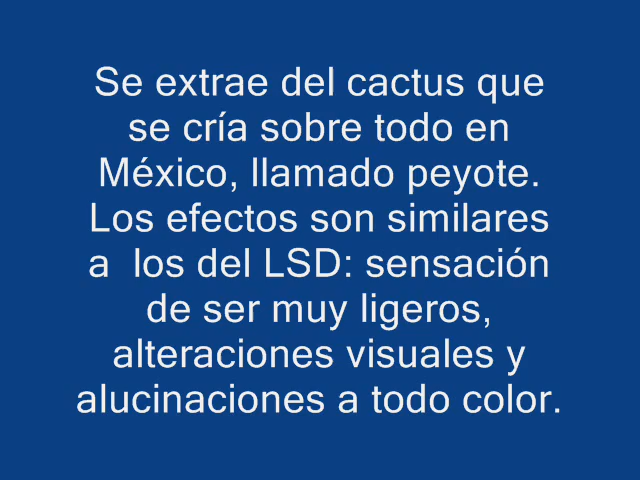 Se extrae del cactus que
se cría sobre todo en
México, llamado peyote.
Los efectos son similares
a  los del LSD: sensación
de ser muy ligeros,
alteraciones visuales y
alucinaciones a todo color.